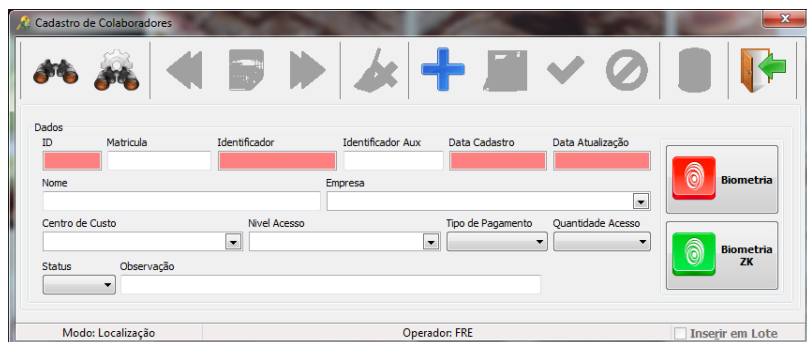 Cadastro de Colaboradores
Dados
ID Matricula Identificador Identificador Aux Data Cadastro Data Atualização
Nome Empresa
Biometria
Centro de Custo Nivel Acesso Tipo de Pagamento Quantidade Acesso
Biometria
ZK
Status Observação
Modo: Localização Operador: FRE Inserir em Lote